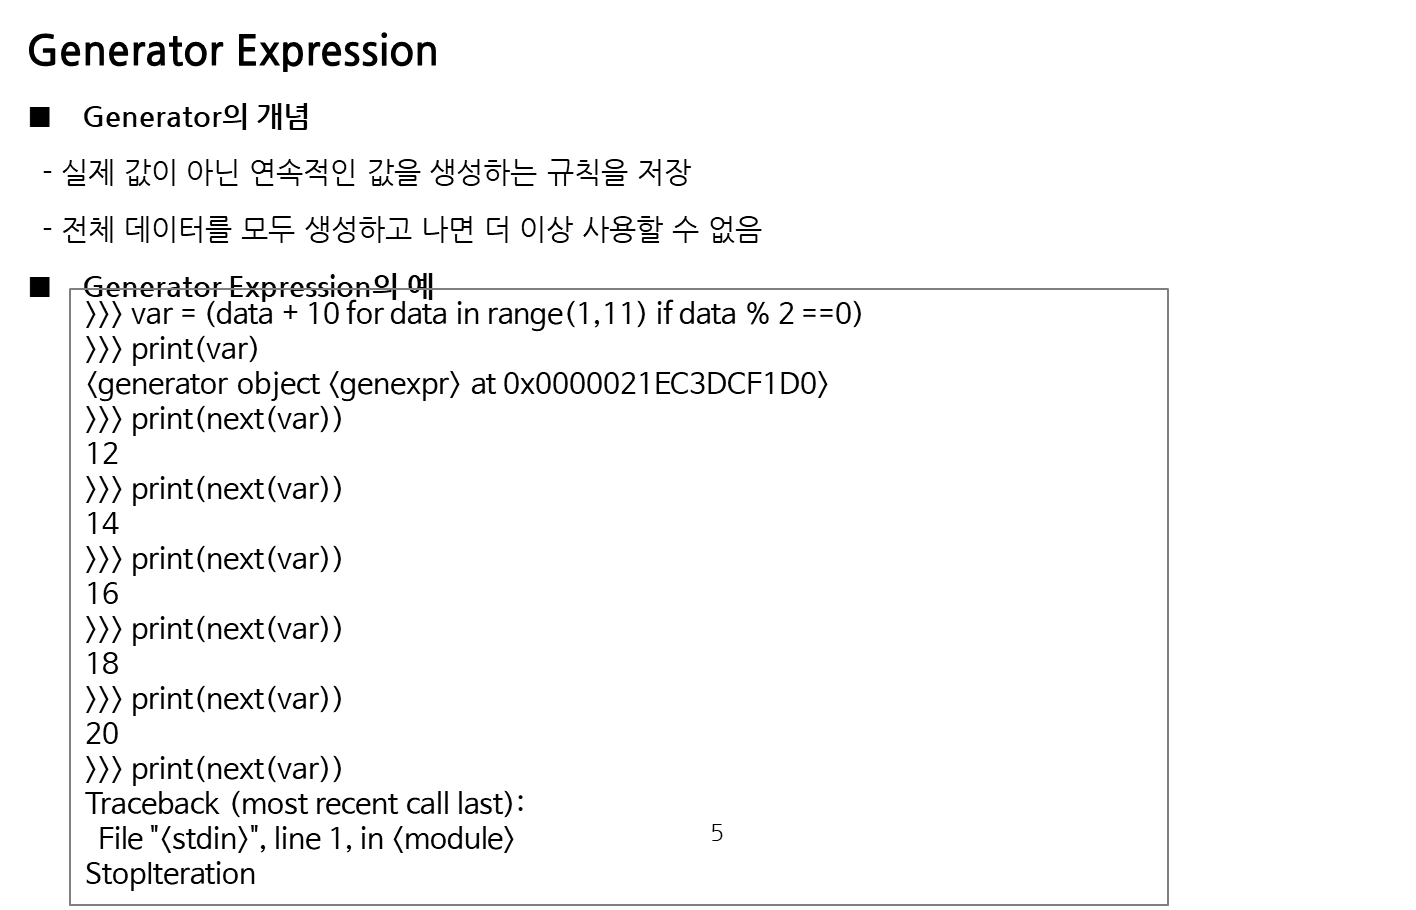 Generator Expression
■ Generator의 개념
- 실제 값이 아닌 연속적인 값을 생성하는 규칙을 저장
- 전체 데이터를 모두 생성하고 나면 더 이상 사용할 수 없음
■ Generator Expression의 예
>>> var = (data + 10 for data in range(1,11) if data % 2 ==0)
>>> print(var)
<generator object <genexpr> at 0x0000021EC3DCF1D0>
>>> print(next(var))
12
>>> print(next(var))
14
>>> print(next(var))
16
>>> print(next(var))
18
>>> print(next(var))
20
>>> print(next(var))
Traceback (most recent call last):
File "<stdin>", line 1, in <module>
StopIteration
5